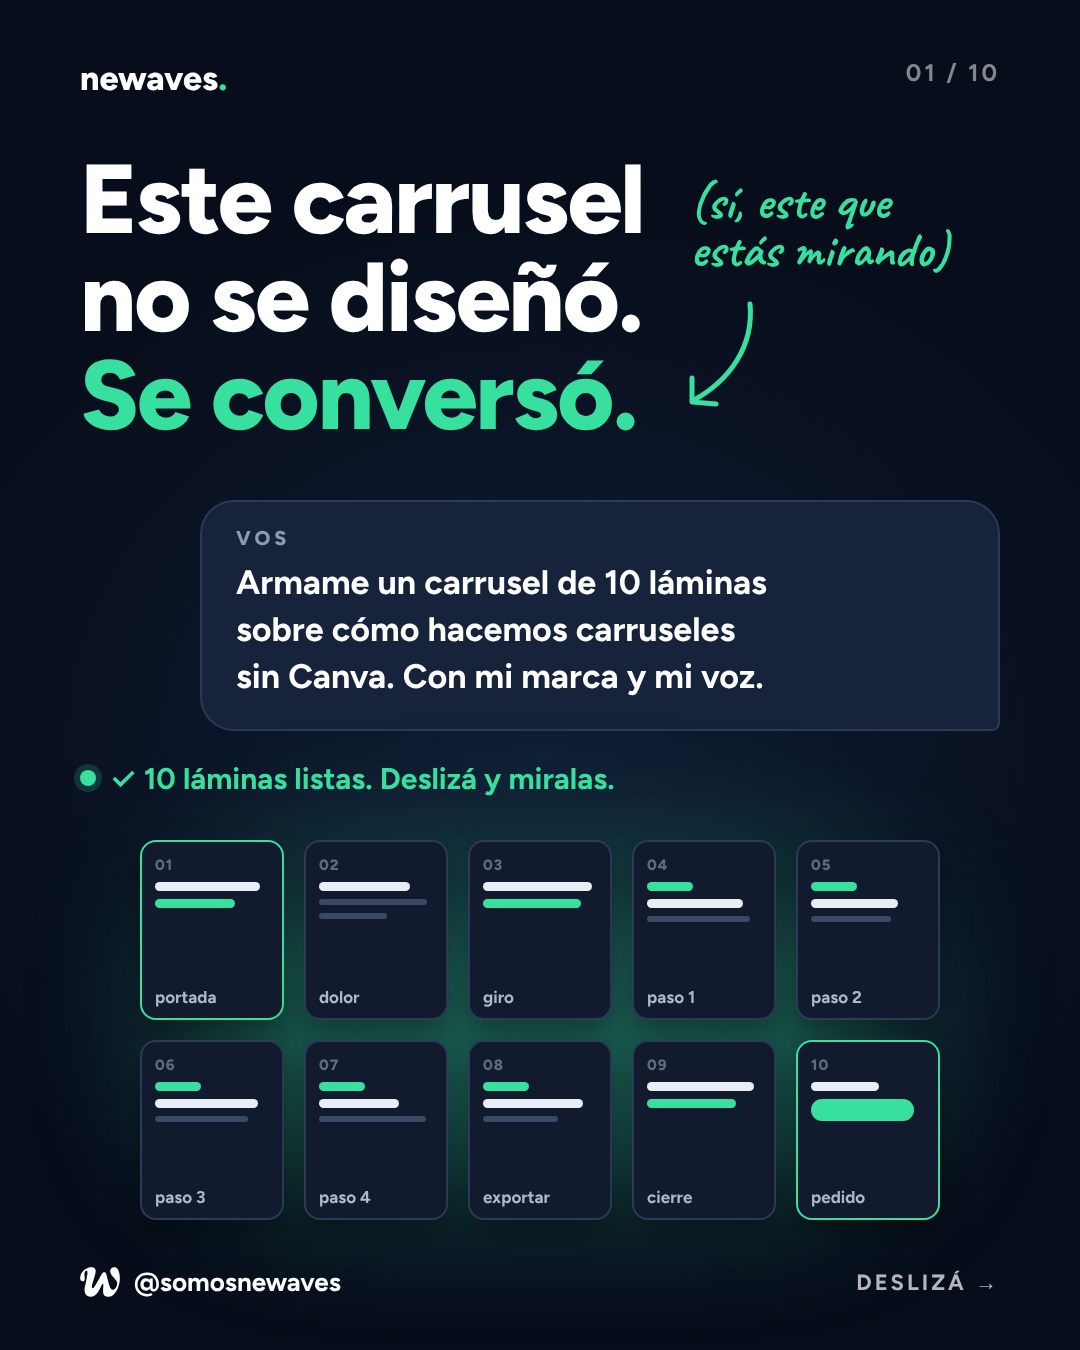 newaves.
01 / 10
Este carrusel
no se diseñó.
Se conversó.
(sí, este que
estás mirando)
VOS
Armame un carrusel de 10 láminas
sobre cómo hacemos carruseles
sin Canva. Con mi marca y mi voz.
✓ 10 láminas listas. Deslizá y miralas.
01
portada
02
dolor
03
giro
04
paso 1
05
paso 2
06
paso 3
07
paso 4
08
exportar
09
cierre
10
pedido
W @somosnewaves
DESLIZÁ →